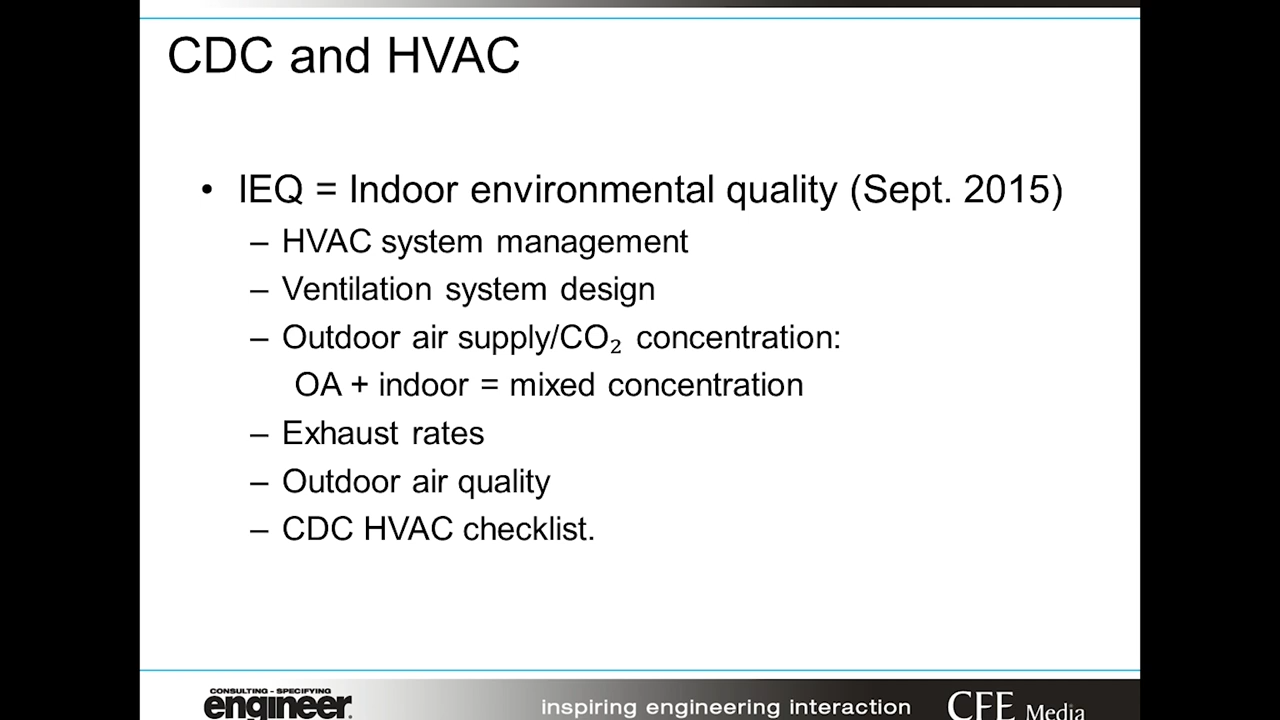 CDC and HVAC
• IEQ = Indoor environmental quality (Sept. 2015)
– HVAC system management
– Ventilation system design
– Outdoor air supply/CO₂ concentration:
OA + indoor = mixed concentration
– Exhaust rates
– Outdoor air quality
– CDC HVAC checklist.
CONSULTING - SPECIFYING
engineer
inspiring engineering interaction
CFE Media